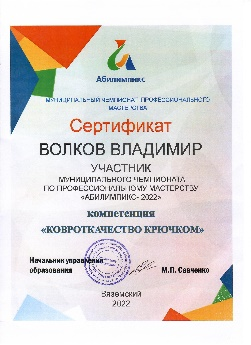 Абилимпикс
МУНИЦИПАЛЬНЫЙ ЧЕМПИОНАТ ПРОФЕССИОНАЛЬНОГО
МАСТЕРСТВА
Сертификат
ВОЛКОВ ВЛАДИМИР
УЧАСТНИК
МУНИЦИПАЛЬНОГО ЧЕМПИОНАТА
ПО ПРОФЕССИОНАЛЬНОМУ МАСТЕРСТВУ
«АБИЛИМПИКС- 2022»
компетенция
«КОВРОТКАЧЕСТВО КРЮЧКОМ»
Начальник управления
образования М.П. Савченко
Вяземский
2022